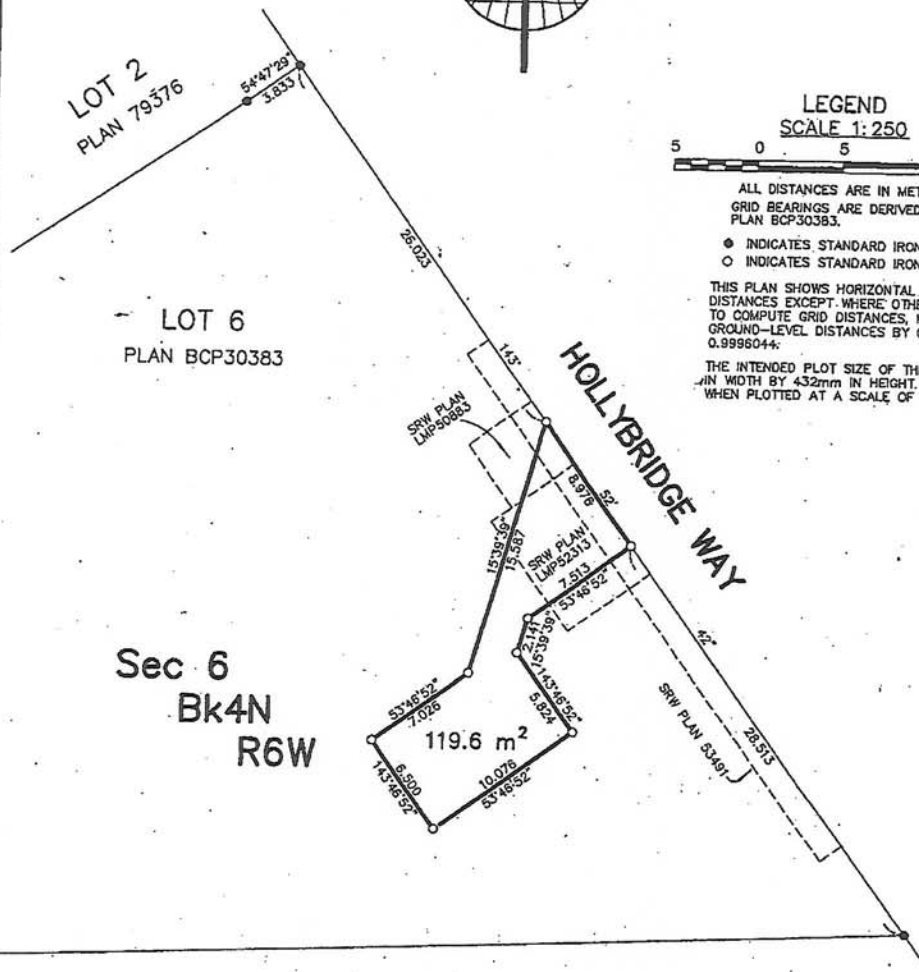 LOT 2
PLAN 79376
54°47'29"
3.833
LEGEND
SCALE 1:250
5 0 5
ALL DISTANCES ARE IN MET
GRID BEARINGS ARE DERIVED
PLAN BCP30383.
INDICATES STANDARD IRON
INDICATES STANDARD IRON
THIS PLAN SHOWS HORIZONTAL
DISTANCES EXCEPT WHERE OTHE
TO COMPUTE GRID DISTANCES,
GROUND-LEVEL DISTANCES BY
0.9996044.
THE INTENDED PLOT SIZE OF TH
IN WIDTH BY 432mm IN HEIGHT.
WHEN PLOTTED AT A SCALE OF
26.023
LOT 6
PLAN BCP30383
143°
HOLLYBRIDGE WAY
SRW PLAN
LMP50883
8.976
52'
15°39'39"
15.587
SRW PLAN
LMP52313
7.513
53°46'52"
2.141
15°39'39"
143°46'52"
5.824
42"
28.513
SRW PLAN 53491
Sec 6
Bk4N
R6W
53°46'52"
7.026
119.6 m²
6.500
143°46'52"
10.076
53°46'52"